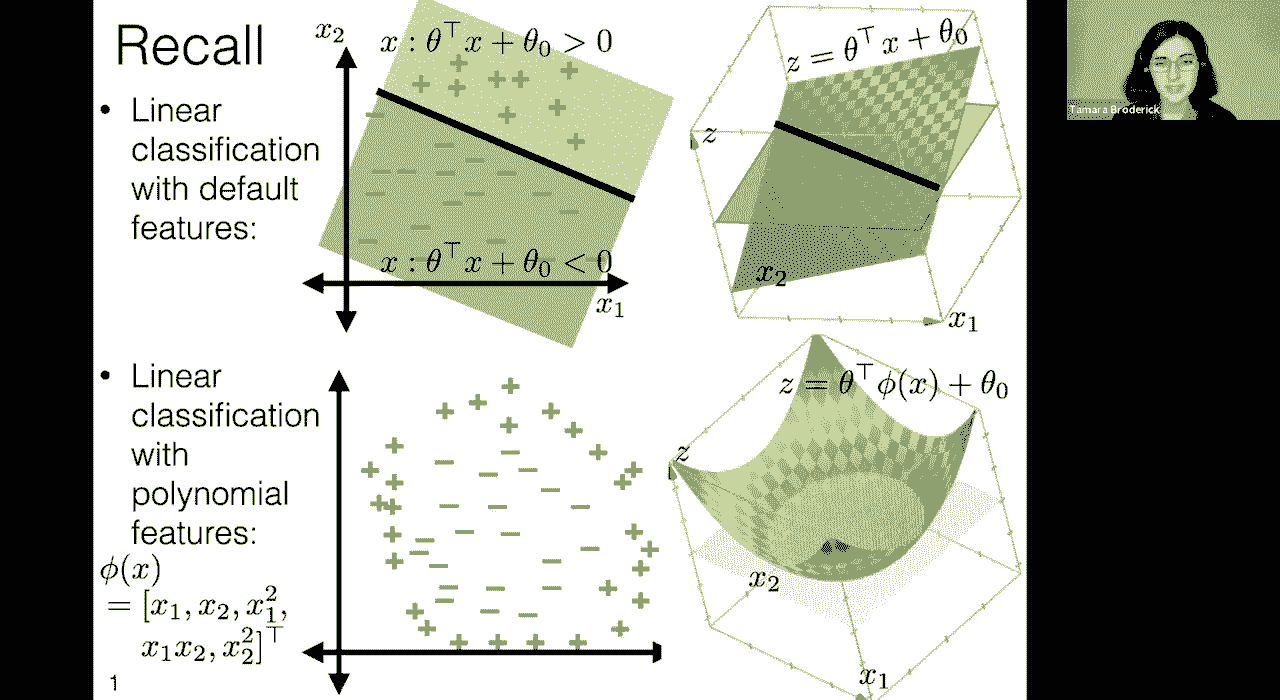 Recall
• Linear
classification
with default
features:
x₂
x : θ^⊤ x + θ₀ > 0
x : θ^⊤ x + θ₀ < 0
x₁
z = θ^⊤ x + θ₀
z
x₂
x₁
• Linear
classification
with
polynomial
features:
ϕ(x)
= [x₁, x₂, x₁²,
x₁x₂, x₂²]^⊤
z = θ^⊤ ϕ(x) + θ₀
z
x₂
x₁
1
Tamara Broderick